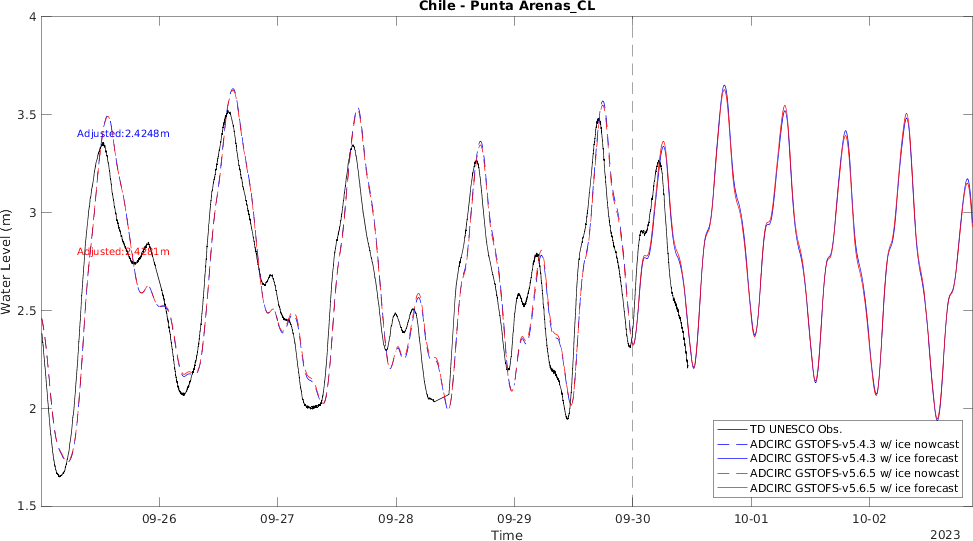 Chile - Punta Arenas_CL
4
3.5
3
2.5
2
1.5
Water Level (m)
Adjusted:2.4248m
TD UNESCO Obs.
ADCIRC GSTOFS-v5.4.3 w/ ice nowcast
ADCIRC GSTOFS-v5.4.3 w/ ice forecast
ADCIRC GSTOFS-v5.6.5 w/ ice nowcast
ADCIRC GSTOFS-v5.6.5 w/ ice forecast
09-26
09-27
09-28
09-29
09-30
10-01
10-02
Time
2023